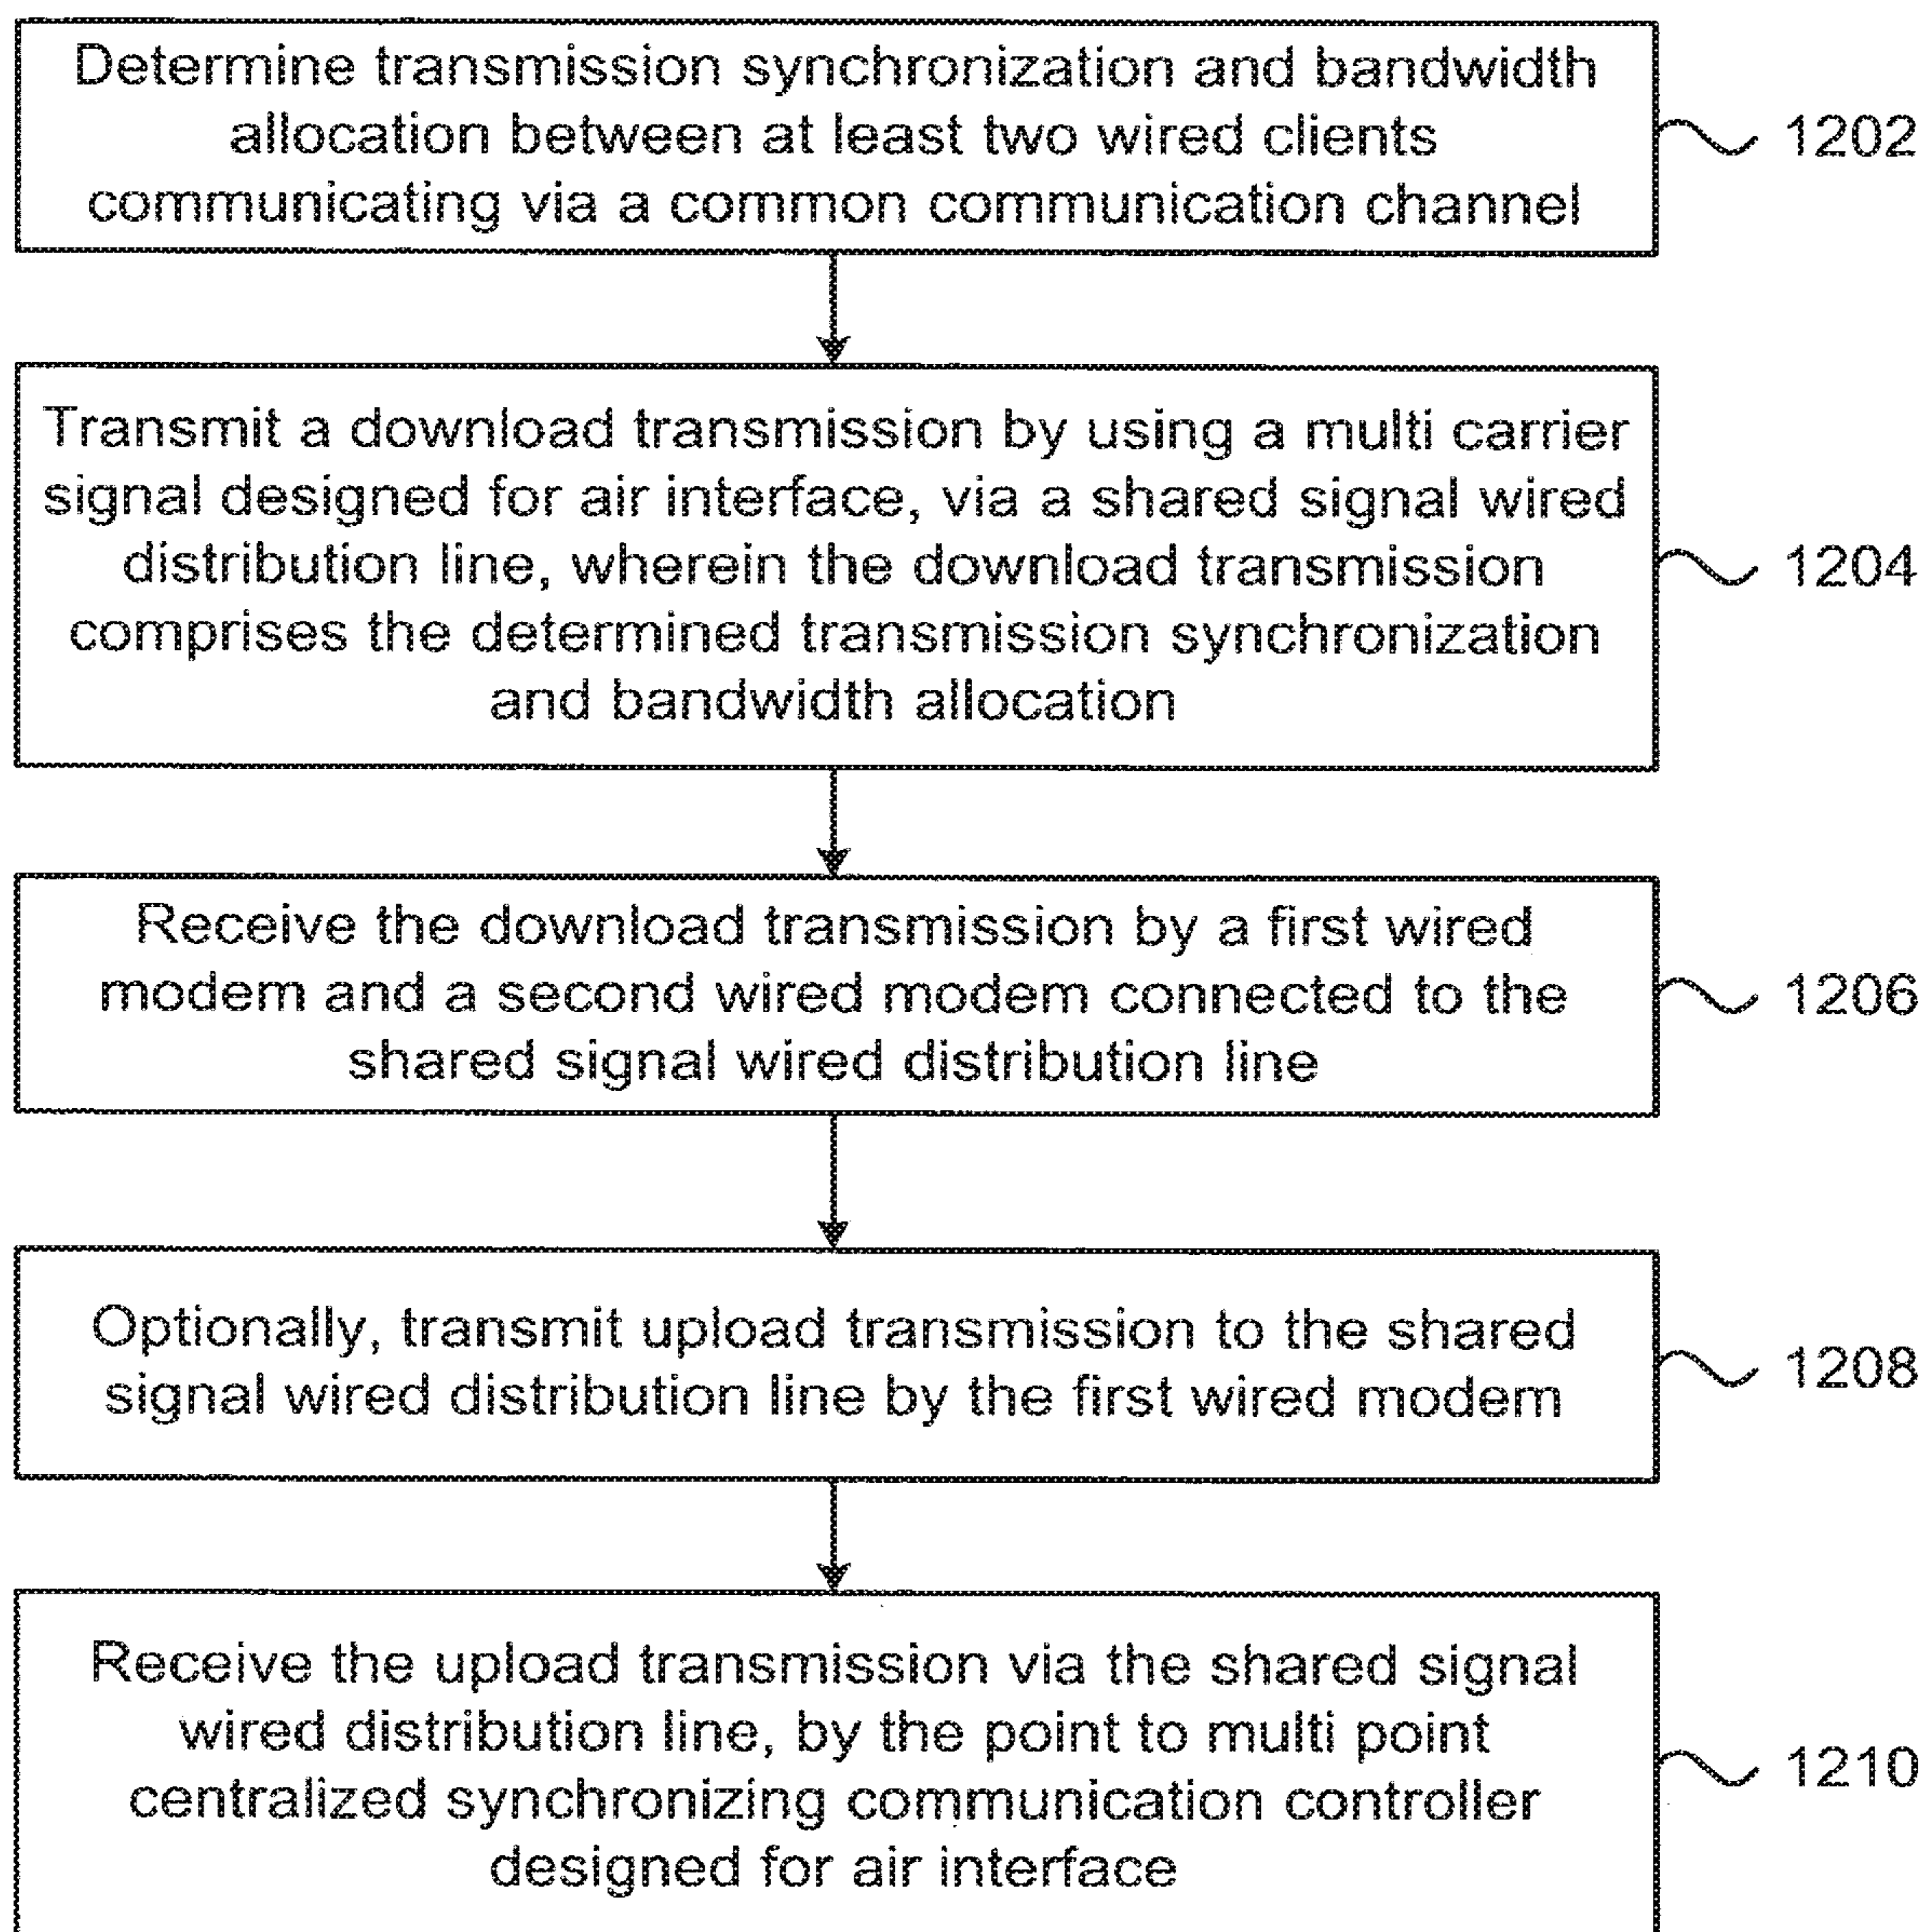 Determine transmission synchronization and bandwidth
allocation between at least two wired clients
communicating via a common communication channel
1202
Transmit a download transmission by using a multi carrier
signal designed for air interface, via a shared signal wired
distribution line, wherein the download transmission
comprises the determined transmission synchronization
and bandwidth allocation
1204
Receive the download transmission by a first wired
modem and a second wired modem connected to the
shared signal wired distribution line
1206
Optionally, transmit upload transmission to the shared
signal wired distribution line by the first wired modem
1208
Receive the upload transmission via the shared signal
wired distribution line, by the point to multi point
centralized synchronizing communication controller
designed for air interface
1210